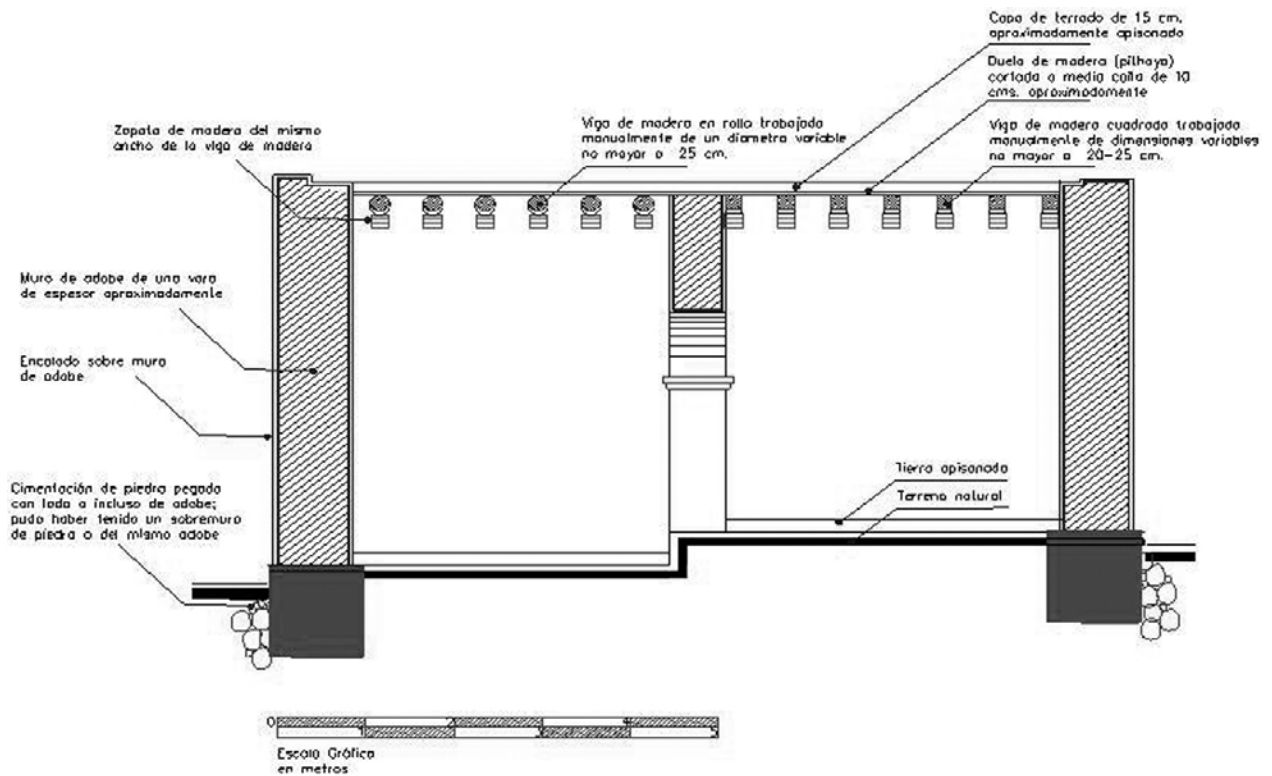 Capa de terrado de 15 cm.
aproximadamente apisonado
Duela de madera (pilhaya)
cortada a media caña de 10
cms. aproximadamente
Zapata de madera del mismo
ancho de la viga de madera
Viga de madera en rollo trabajada
manualmente de un diametro variable
no mayor a 25 cm.
Viga de madera cuadrada trabajada
manualmente de dimensiones variables
no mayor a 20-25 cm.
Muro de adobe de una vara
de espesor aproximadamente
Encalado sobre muro
de adobe
Cimentación de piedra pegada
con lodo o incluso de adobe;
pudo haber tenido un sobremuro
de piedra o del mismo adobe
Tierra apisonada
Terreno natural
0 1 2 3 4 5
Escala Gráfica
en metros